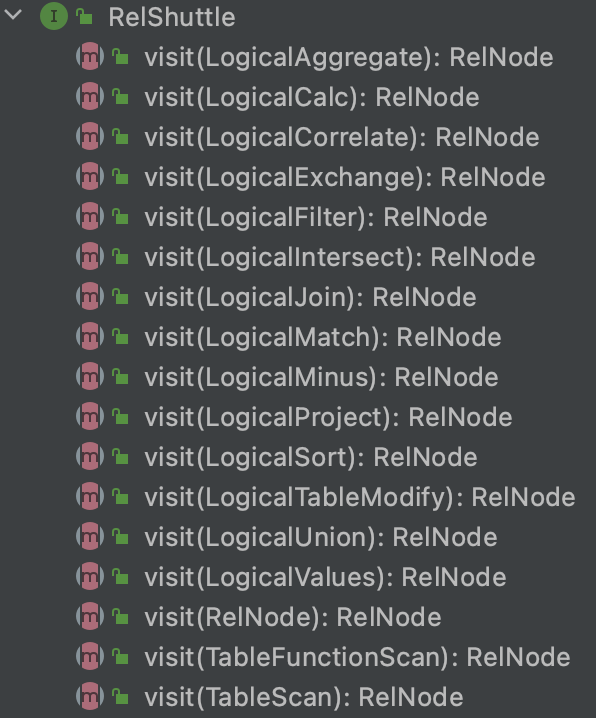 RelShuttle
visit(LogicalAggregate): RelNode
visit(LogicalCalc): RelNode
visit(LogicalCorrelate): RelNode
visit(LogicalExchange): RelNode
visit(LogicalFilter): RelNode
visit(LogicalIntersect): RelNode
visit(LogicalJoin): RelNode
visit(LogicalMatch): RelNode
visit(LogicalMinus): RelNode
visit(LogicalProject): RelNode
visit(LogicalSort): RelNode
visit(LogicalTableModify): RelNode
visit(LogicalUnion): RelNode
visit(LogicalValues): RelNode
visit(RelNode): RelNode
visit(TableFunctionScan): RelNode
visit(TableScan): RelNode